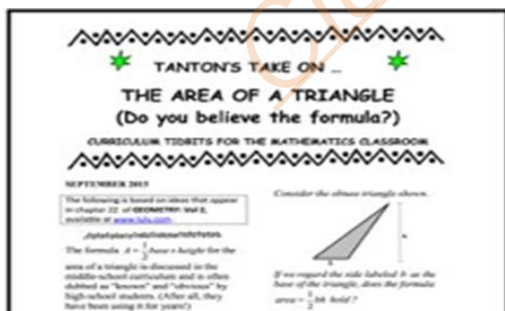 TANTON'S TAKE ON …
THE AREA OF A TRIANGLE
(Do you believe the formula?)
CURRICULUM TIDBITS FOR THE MATHEMATICS CLASSROOM
SEPTEMBER 2013
The following is based on ideas that appear
in chapter 22 of GEOMETRY: Vol 2,
available at www.lulu.com.
The formula A = 1/2 base × height for the
area of a triangle is discussed in the
middle-school curriculum and is often
dubbed as "known" and "obvious" by
high-school students. (After all, they
have been using it for years!)
Consider the obtuse triangle shown.
h
b
If we regard the side labeled b as the
base of the triangle, does the formula
area = 1/2 bh hold?